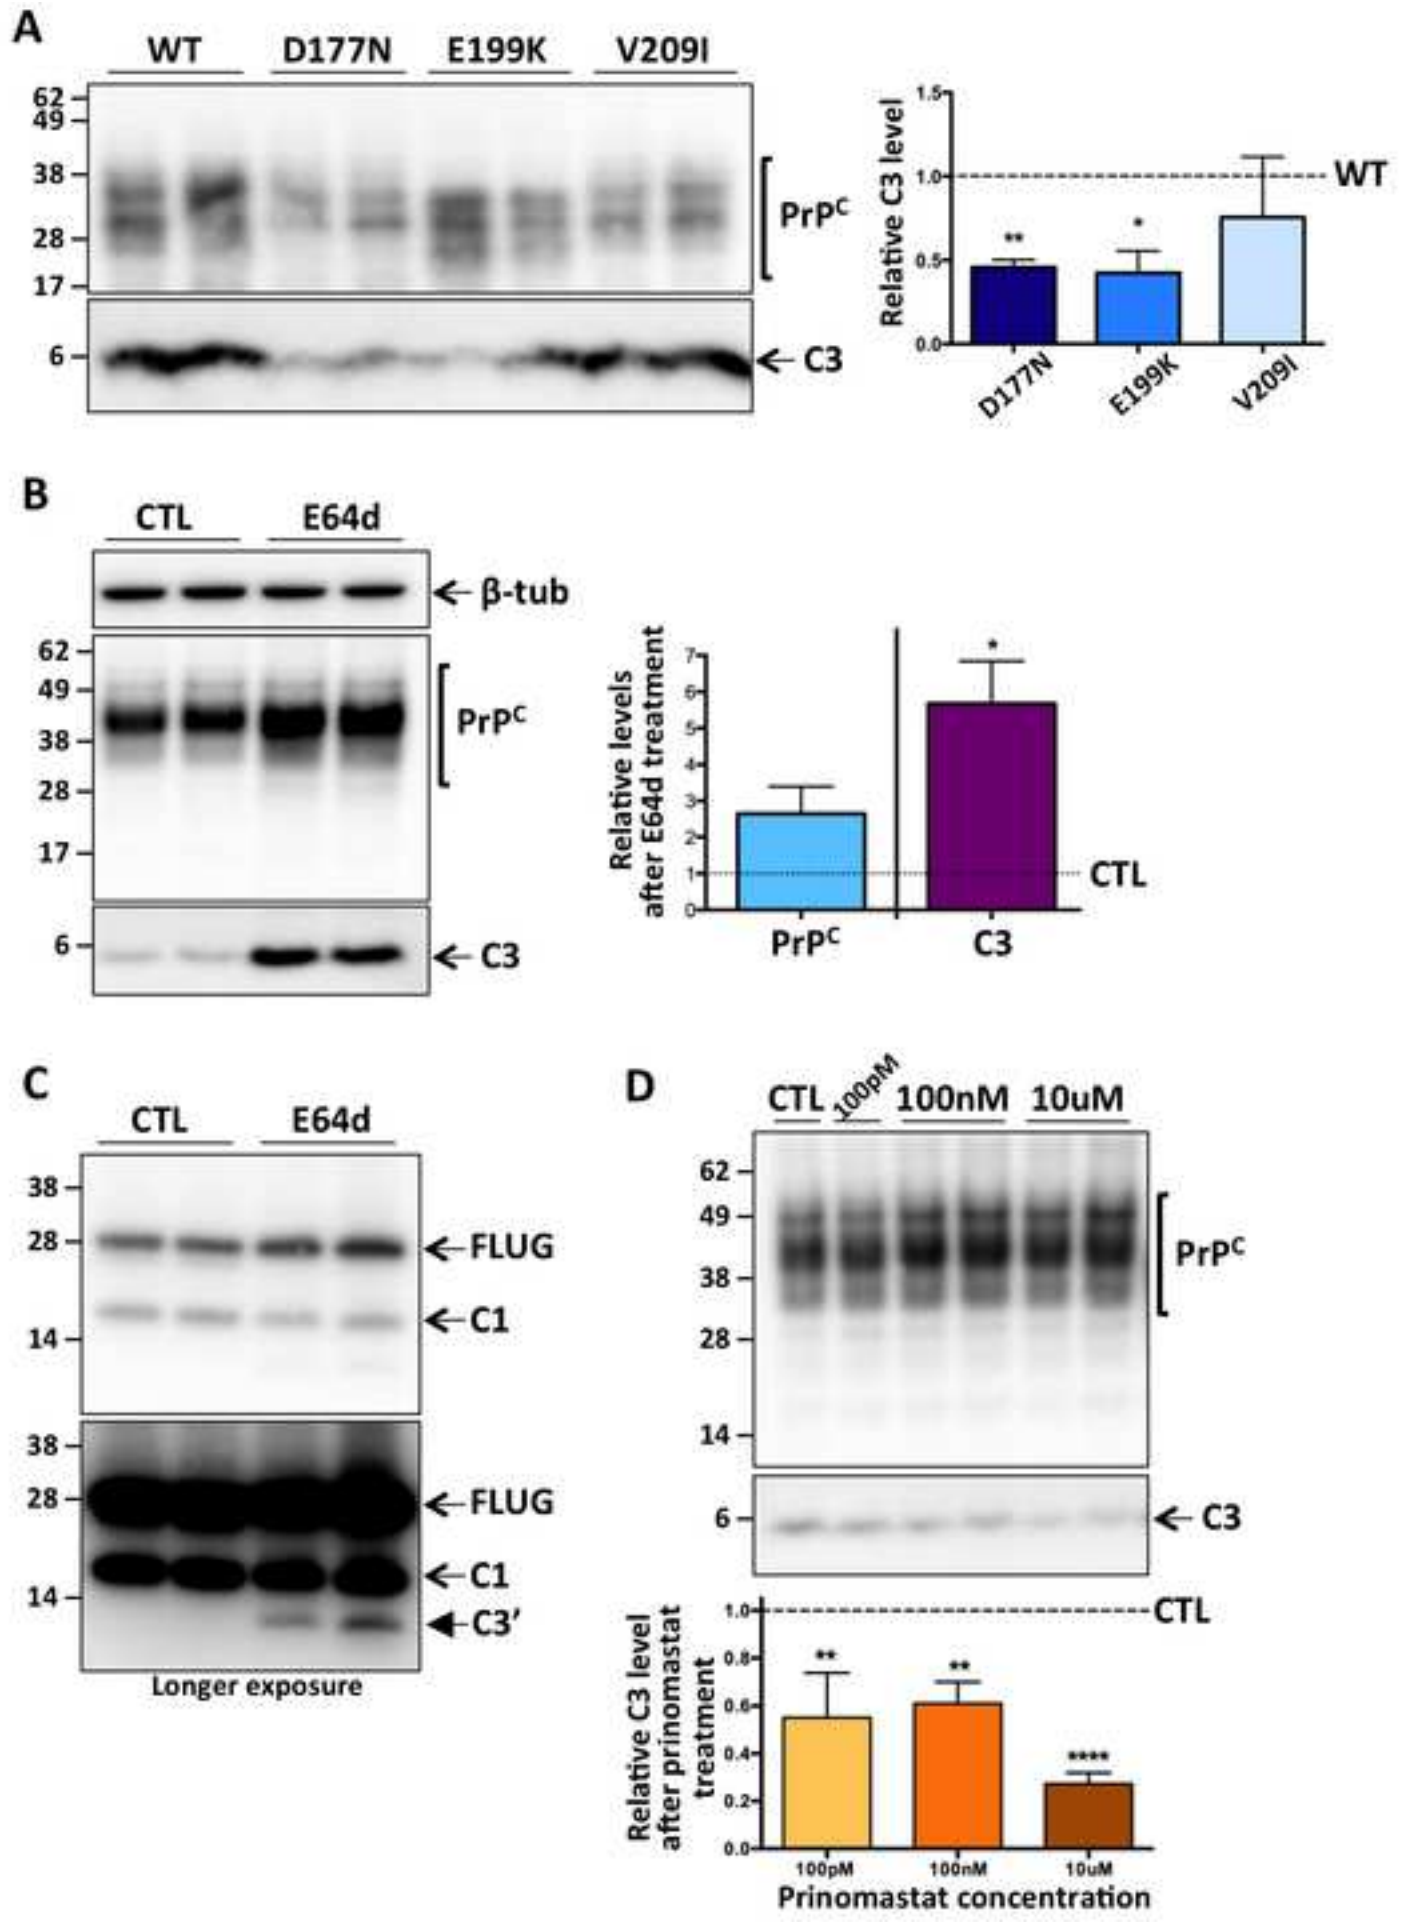 A
WT D177N E199K V209I
62
49
38
28
17
PrPC
6
C3
Relative C3 level
1.5
1.0
0.5
0.0
WT
**
*
D177N
E199K
V209I
B
CTL E64d
β-tub
62
49
38
28
17
PrPC
6
C3
Relative levels
after E64d treatment
7
6
5
4
3
2
1
0
*
CTL
PrPC C3
C
CTL E64d
38
28
14
FLUG
C1
38
28
14
FLUG
C1
C3'
Longer exposure
D
CTL 100pM 100nM 10uM
62
49
38
28
14
PrPC
6
C3
Relative C3 level
after prinomastat
treatment
1.0
0.8
0.6
0.4
0.2
0.0
CTL
**
**
****
100pM 100nM 10uM
Prinomastat concentration